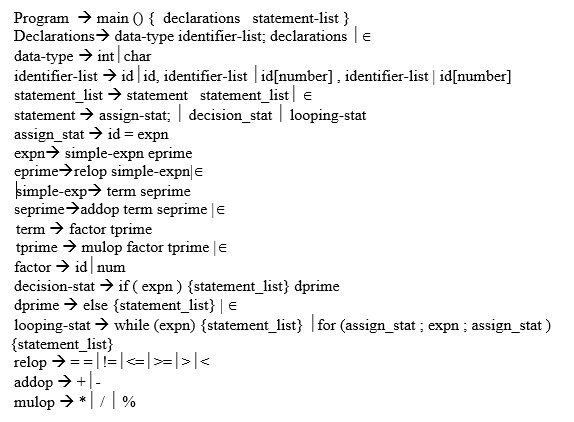 Program → main () { declarations statement-list }
Declarations→ data-type identifier-list; declarations │∈
data-type → int│char
identifier-list → id│id, identifier-list │id[number] , identifier-list | id[number]
statement_list → statement statement_list│ ∈
statement → assign-stat; │ decision_stat │ looping-stat
assign_stat → id = expn
expn→ simple-expn eprime
eprime→relop simple-expn|∈
simple-exp→ term seprime
seprime→addop term seprime |∈
term → factor tprime
tprime → mulop factor tprime |∈
factor → id│num
decision-stat → if ( expn ) {statement_list} dprime
dprime → else {statement_list} | ∈
looping-stat → while (expn) {statement_list} │for (assign_stat ; expn ; assign_stat )
{statement_list}
relop → ==│!=│<=│>=│>│<
addop → +│-
mulop → *│ / │ %